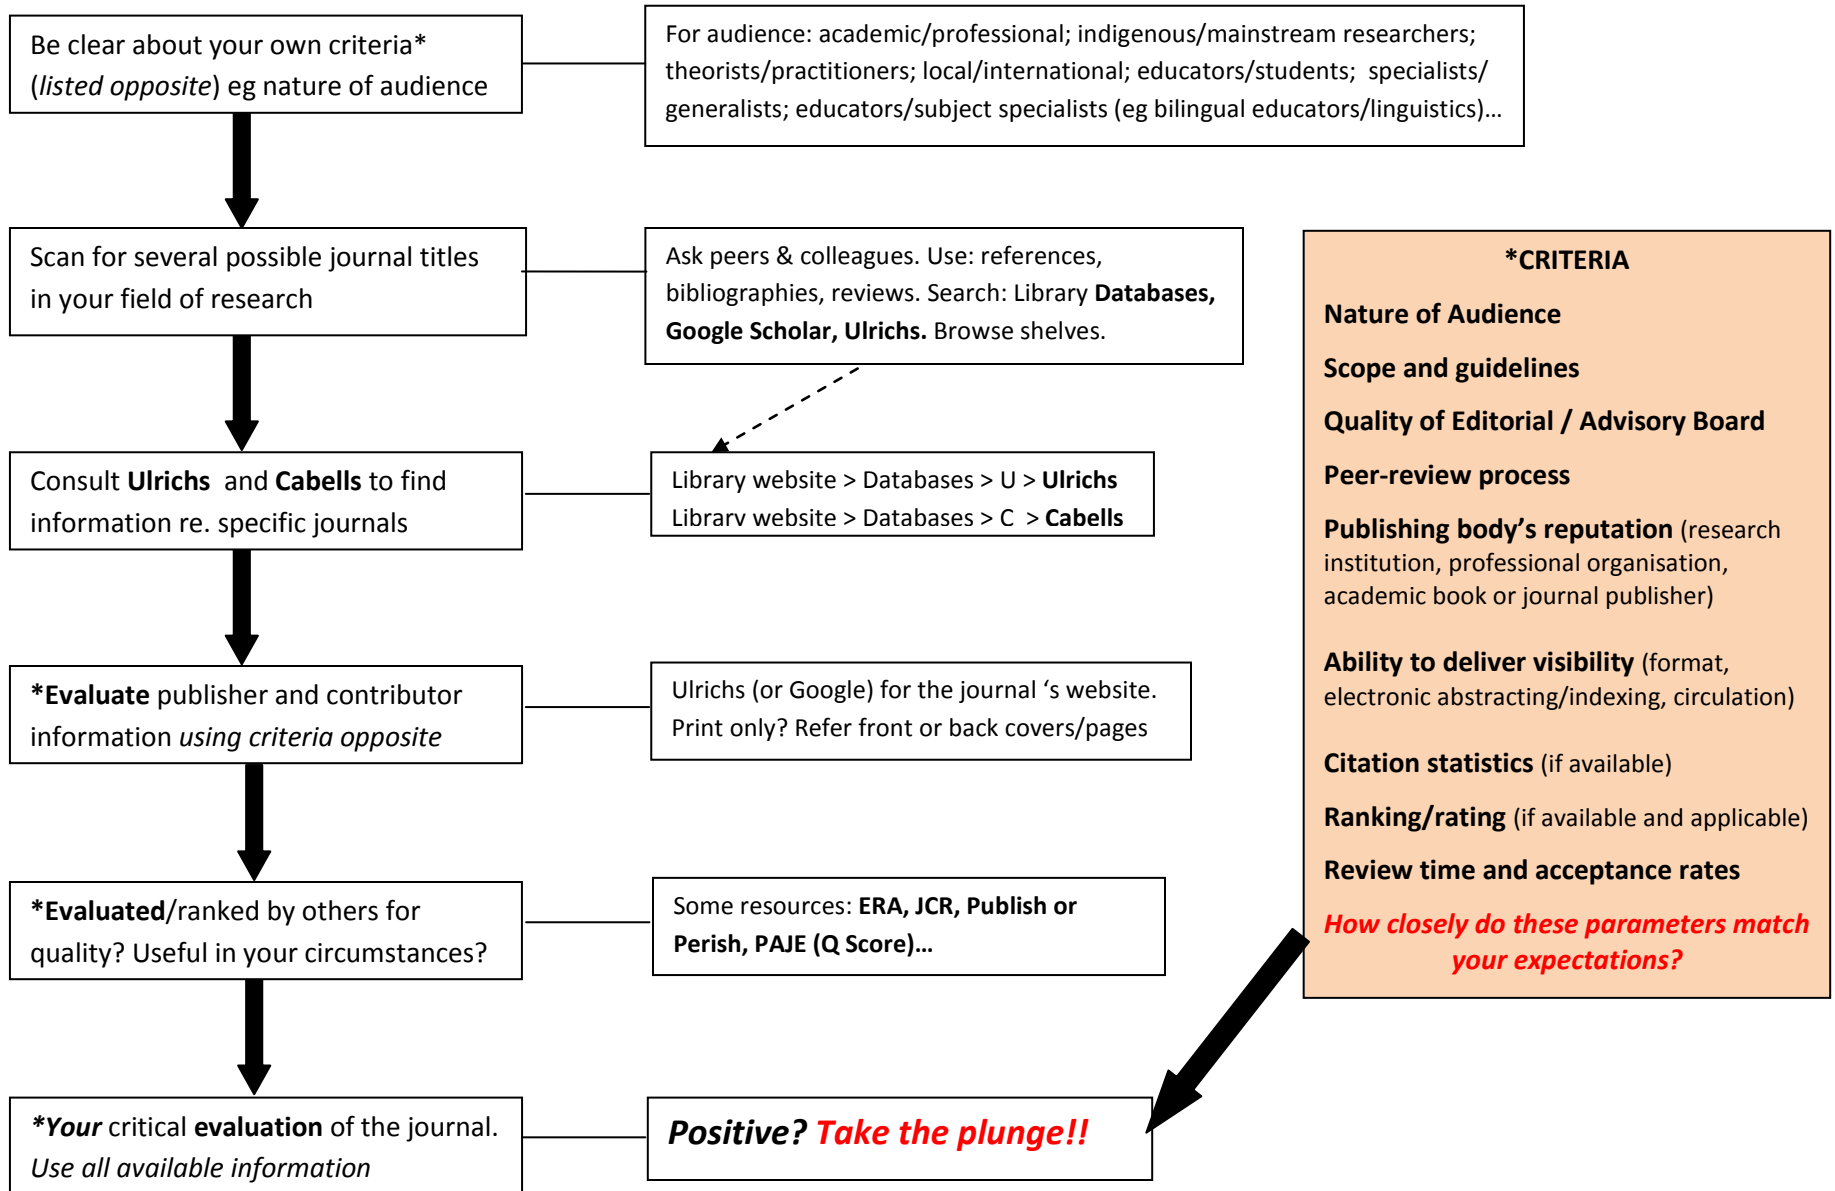 Be clear about your own criteria*
(listed opposite) eg nature of audience
For audience: academic/professional; indigenous/mainstream researchers;
theorists/practitioners; local/international; educators/students; specialists/
generalists; educators/subject specialists (eg bilingual educators/linguistics)…
Scan for several possible journal titles
in your field of research
Ask peers & colleagues. Use: references,
bibliographies, reviews. Search: Library Databases,
Google Scholar, Ulrichs. Browse shelves.
Consult Ulrichs and Cabells to find
information re. specific journals
Library website > Databases > U > Ulrichs
Library website > Databases > C > Cabells
*Evaluate publisher and contributor
information using criteria opposite
Ulrichs (or Google) for the journal ‘s website.
Print only? Refer front or back covers/pages
*Evaluated/ranked by others for
quality? Useful in your circumstances?
Some resources: ERA, JCR, Publish or
Perish, PAJE (Q Score)…
*Your critical evaluation of the journal.
Use all available information
Positive? Take the plunge!!
*CRITERIA
Nature of Audience
Scope and guidelines
Quality of Editorial / Advisory Board
Peer-review process
Publishing body’s reputation (research
institution, professional organisation,
academic book or journal publisher)
Ability to deliver visibility (format,
electronic abstracting/indexing, circulation)
Citation statistics (if available)
Ranking/rating (if available and applicable)
Review time and acceptance rates
How closely do these parameters match
your expectations?